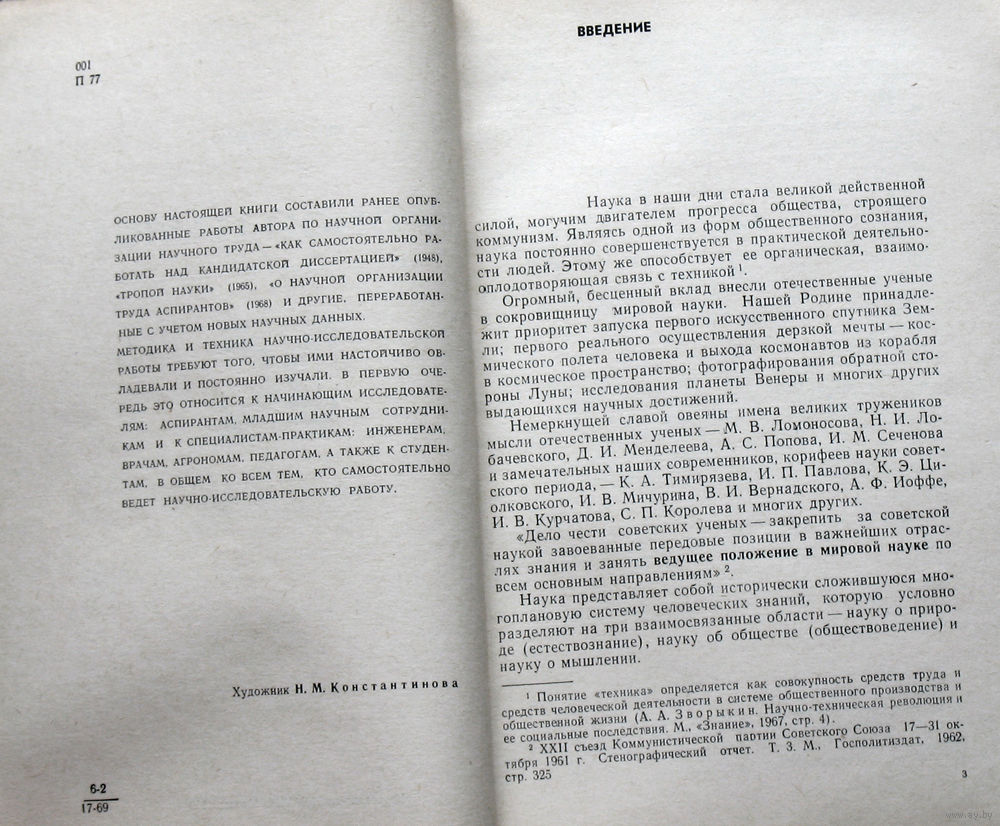 001
П 77
ОСНОВУ НАСТОЯЩЕЙ КНИГИ СОСТАВИЛИ РАНЕЕ ОПУБ-
ЛИКОВАННЫЕ РАБОТЫ АВТОРА ПО НАУЧНОЙ ОРГАНИ-
ЗАЦИИ НАУЧНОГО ТРУДА — «КАК САМОСТОЯТЕЛЬНО РА-
БОТАТЬ НАД КАНДИДАТСКОЙ ДИССЕРТАЦИЕЙ» (1948),
«ТРОПОЙ НАУКИ» (1965), «О НАУЧНОЙ ОРГАНИЗАЦИИ
ТРУДА АСПИРАНТОВ» (1968) И ДРУГИЕ, ПЕРЕРАБОТАН-
НЫЕ С УЧЕТОМ НОВЫХ НАУЧНЫХ ДАННЫХ.
МЕТОДИКА И ТЕХНИКА НАУЧНО-ИССЛЕДОВАТЕЛЬСКОЙ
РАБОТЫ ТРЕБУЮТ ТОГО, ЧТОБЫ ИМИ НАСТОЙЧИВО ОВ-
ЛАДЕВАЛИ И ПОСТОЯННО ИЗУЧАЛИ. В ПЕРВУЮ ОЧЕ-
РЕДЬ ЭТО ОТНОСИТСЯ К НАЧИНАЮЩИМ ИССЛЕДОВАТЕ-
ЛЯМ: АСПИРАНТАМ, МЛАДШИМ НАУЧНЫМ СОТРУДНИ-
КАМ И К СПЕЦИАЛИСТАМ-ПРАКТИКАМ: ИНЖЕНЕРАМ,
ВРАЧАМ, АГРОНОМАМ, ПЕДАГОГАМ, А ТАКЖЕ К СТУДЕН-
ТАМ, В ОБЩЕМ, КО ВСЕМ ТЕМ, КТО САМОСТОЯТЕЛЬНО
ВЕДЕТ НАУЧНО-ИССЛЕДОВАТЕЛЬСКУЮ РАБОТУ.
Художник Н. М. Константинова
6-2
17-69
ВВЕДЕНИЕ
Наука в наши дни стала великой действенной
силой, могучим двигателем прогресса общества, строящего
коммунизм. Являясь одной из форм общественного сознания,
наука постоянно совершенствуется в практической деятельно-
сти людей. Этому же способствует ее органическая, взаимо-
оплодотворяющая связь с техникой 1.
Огромный, бесценный вклад внесли отечественные ученые
в сокровищницу мировой науки. Нашей Родине принадле-
жит приоритет запуска первого искусственного спутника Зем-
ли; первого реального осуществления дерзкой мечты — кос-
мического полета человека и выхода космонавтов из корабля
в космическое пространство; фотографирования обратной сто-
роны Луны; исследования планеты Венеры и многих других
выдающихся научных достижений.
Немеркнущей славой овеяны имена великих тружеников
мысли отечественных ученых — М. В. Ломоносова, Н. И. Ло-
бачевского, Д. И. Менделеева, А. С. Попова, И. М. Сеченова
и замечательных наших современников, корифеев науки совет-
ского периода, — К. А. Тимирязева, И. П. Павлова, К. Э. Ци-
олковского, И. В. Мичурина, В. И. Вернадского, А. Ф. Иоффе,
И. В. Курчатова, С. П. Королева и многих других.
«Дело чести советских ученых — закрепить за советской
наукой завоеванные передовые позиции в важнейших отрас-
лях знания и занять ведущее положение в мировой науке по
всем основным направлениям» 2.
Наука представляет собой исторически сложившуюся мно-
гоплановую систему человеческих знаний, которую условно
разделяют на три взаимосвязанные области — науку о приро-
де (естествознание), науку об обществе (обществоведение) и
науку о мышлении.
1 Понятие «техника» определяется как совокупность средств труда и
средств человеческой деятельности в системе общественного производства и
общественной жизни (А. А. Зворыкин. Научно-техническая революция и
ее социальные последствия. М., «Знание», 1967, стр. 4).
2 XXII съезд Коммунистической партии Советского Союза 17—31 ок-
тября 1961 г. Стенографический отчет. Т. 3. М., Госполитиздат, 1962,
стр. 325
3
www.ay.by